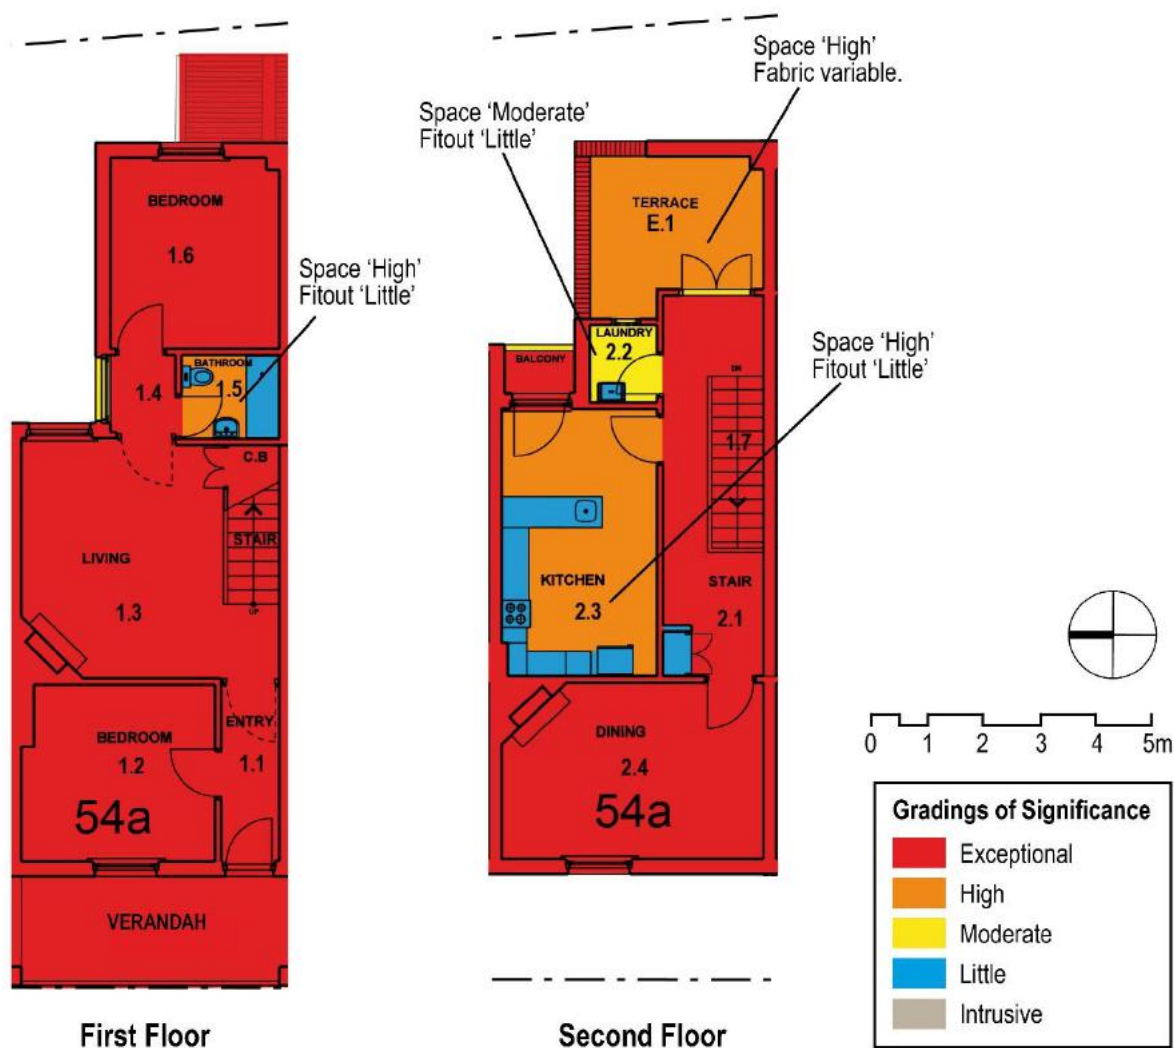 Space ‘High’
Fabric variable.
Space ‘Moderate’
Fitout ‘Little’
BEDROOM
1.6
Space ‘High’
Fitout ‘Little’
BATHROOM
1.5
1.4
C.B
STAIR
UP
LIVING
1.3
ENTRY
1.1
BEDROOM
1.2
54a
VERANDAH
First Floor
TERRACE
E.1
LAUNDRY
2.2
BALCONY
Space ‘High’
Fitout ‘Little’
DN
1.7
KITCHEN
2.3
STAIR
2.1
DINING
2.4
54a
Second Floor
0 1 2 3 4 5m
Gradings of Significance
Exceptional
High
Moderate
Little
Intrusive